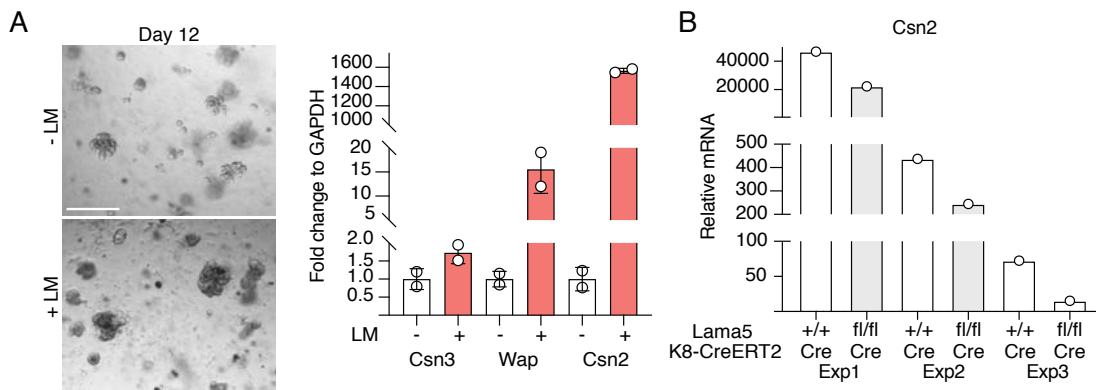 A
Day 12
- LM
+ LM
Fold change to GAPDH
1600
1400
1200
1000
20
15
10
5
2.0
1.5
1.0
0.5
LM - + - + - +
Csn3 Wap Csn2
B
Csn2
Relative mRNA
40000
20000
500
400
300
200
100
50
Lama5 +/+ fl/fl +/+ fl/fl +/+ fl/fl
K8-CreERT2 Cre Cre Cre Cre Cre Cre
Exp1 Exp2 Exp3